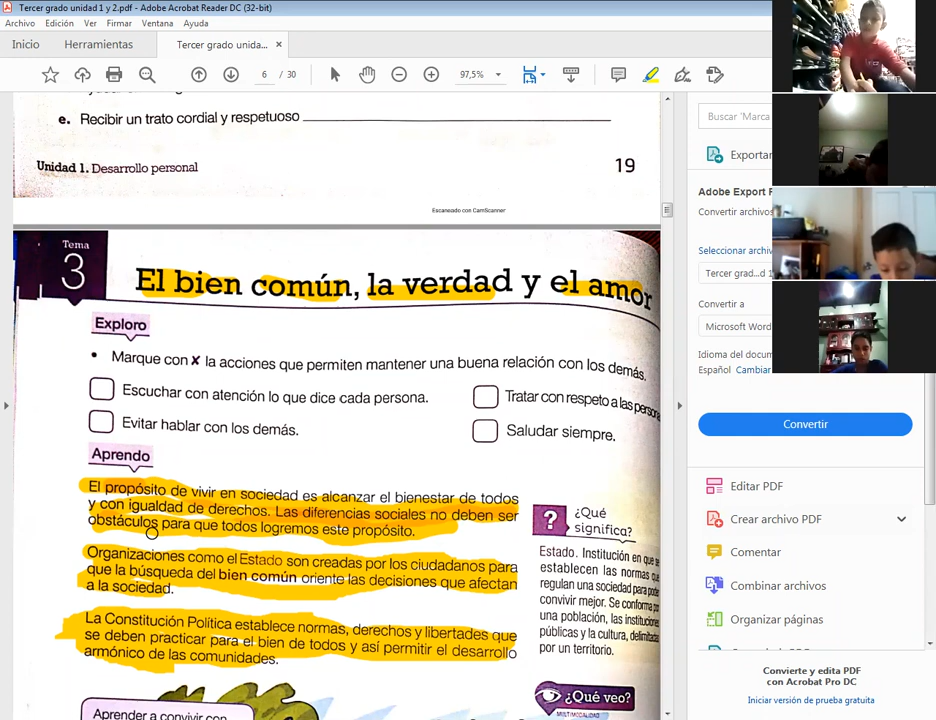 Tercer grado unidad 1 y 2.pdf - Adobe Acrobat Reader DC (32-bit)
Archivo Edición Ver Firmar Ventana Ayuda
Inicio Herramientas Tercer grado unida... ×
6 / 30 97,5%
e. Recibir un trato cordial y respetuoso
Unidad 1. Desarrollo personal 19
Escaneado con CamScanner
Tema
3
El bien común, la verdad y el amor
Exploro
• Marque con ✘ la acciones que permiten mantener una buena relación con los demás.
Escuchar con atención lo que dice cada persona.
Tratar con respeto a las persona
Evitar hablar con los demás.
Saludar siempre.
Aprendo
El propósito de vivir en sociedad es alcanzar el bienestar de todos
y con igualdad de derechos. Las diferencias sociales no deben ser
obstáculos para que todos logremos este propósito.
Organizaciones como el Estado son creadas por los ciudadanos para
que la búsqueda del bien común oriente las decisiones que afectan
a la sociedad.
La Constitución Política establece normas, derechos y libertades que
se deben practicar para el bien de todos y así permitir el desarrollo
armónico de las comunidades.
Aprender a convivir con
? ¿Qué
significa?
Estado. Institución en que se
establecen las normas que
regulan una sociedad para poder
convivir mejor. Se conforma por
una población, las instituciones
públicas y la cultura, delimitadas
por un territorio.
¿Qué veo?
MULTIMODALIDAD
Buscar 'Marca
Exportar
Adobe Export P
Convertir archivos
Seleccionar archiv
Tercer grad...d 1
Convertir a
Microsoft Word
Idioma del docum
Español Cambiar
Convertir
Editar PDF
Crear archivo PDF
Comentar
Combinar archivos
Organizar páginas
Convierte y edita PDF
con Acrobat Pro DC
Iniciar versión de prueba gratuita